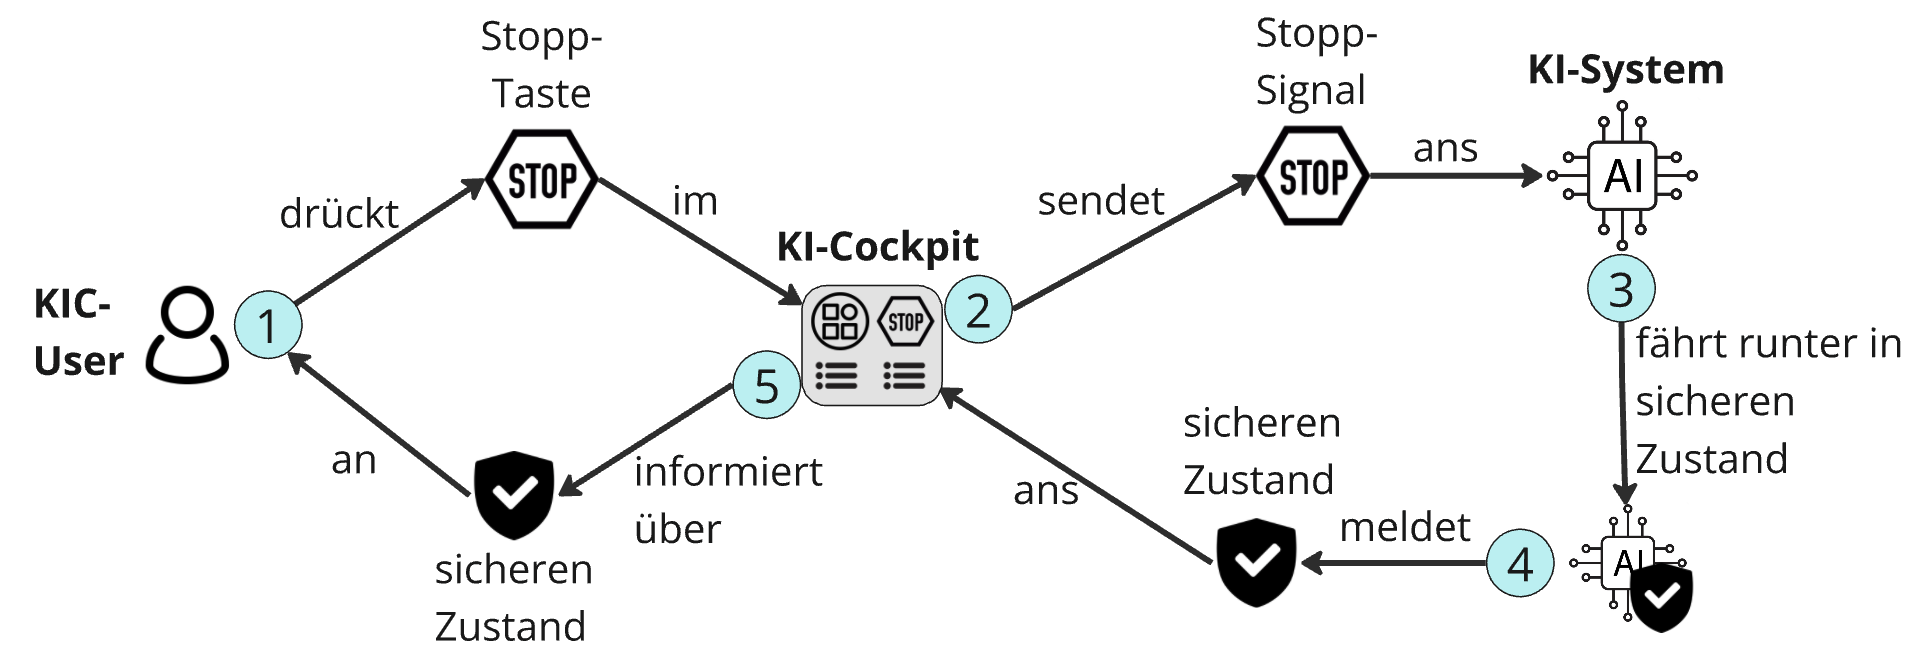 KIC-
User
1
drückt
Stopp-
Taste
STOP
im
KI-Cockpit
STOP
2
sendet
Stopp-
Signal
STOP
ans
KI-System
AI
3
fährt runter in
sicheren
Zustand
AI
4
meldet
sicheren
Zustand
ans
5
informiert
über
sicheren
Zustand
an